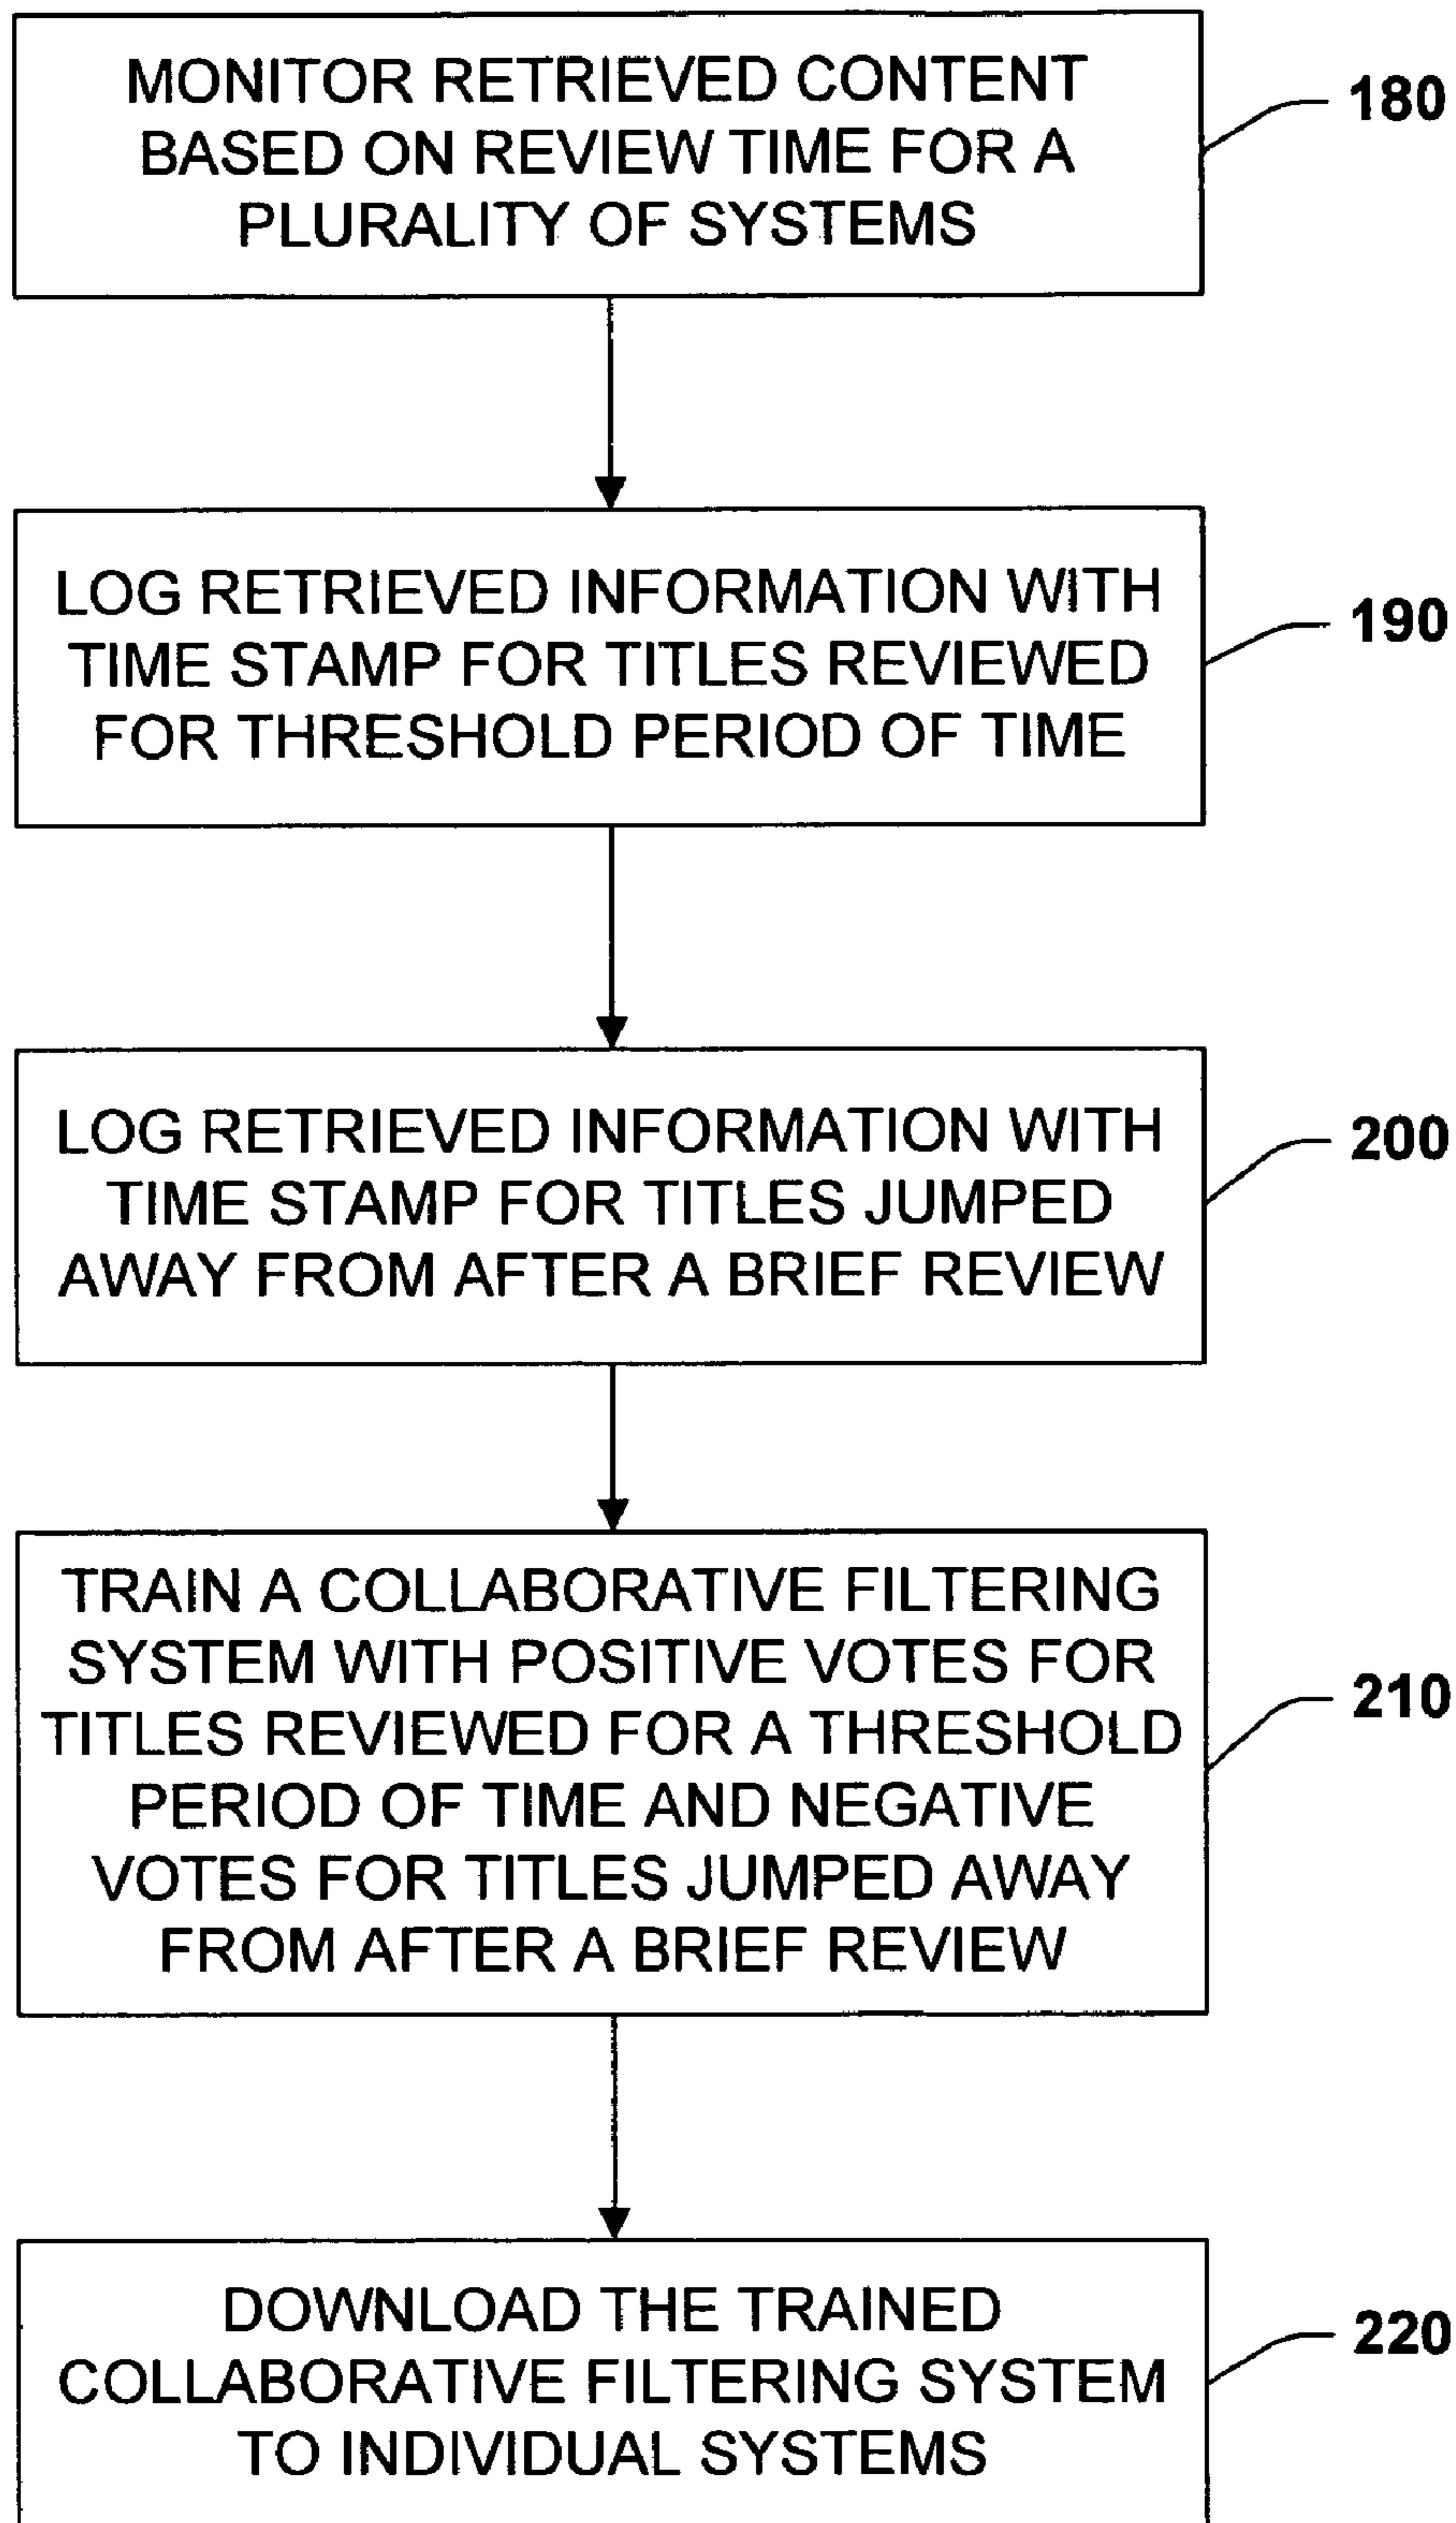 MONITOR RETRIEVED CONTENT
BASED ON REVIEW TIME FOR A
PLURALITY OF SYSTEMS
180
LOG RETRIEVED INFORMATION WITH
TIME STAMP FOR TITLES REVIEWED
FOR THRESHOLD PERIOD OF TIME
190
LOG RETRIEVED INFORMATION WITH
TIME STAMP FOR TITLES JUMPED
AWAY FROM AFTER A BRIEF REVIEW
200
TRAIN A COLLABORATIVE FILTERING
SYSTEM WITH POSITIVE VOTES FOR
TITLES REVIEWED FOR A THRESHOLD
PERIOD OF TIME AND NEGATIVE
VOTES FOR TITLES JUMPED AWAY
FROM AFTER A BRIEF REVIEW
210
DOWNLOAD THE TRAINED
COLLABORATIVE FILTERING SYSTEM
TO INDIVIDUAL SYSTEMS
220